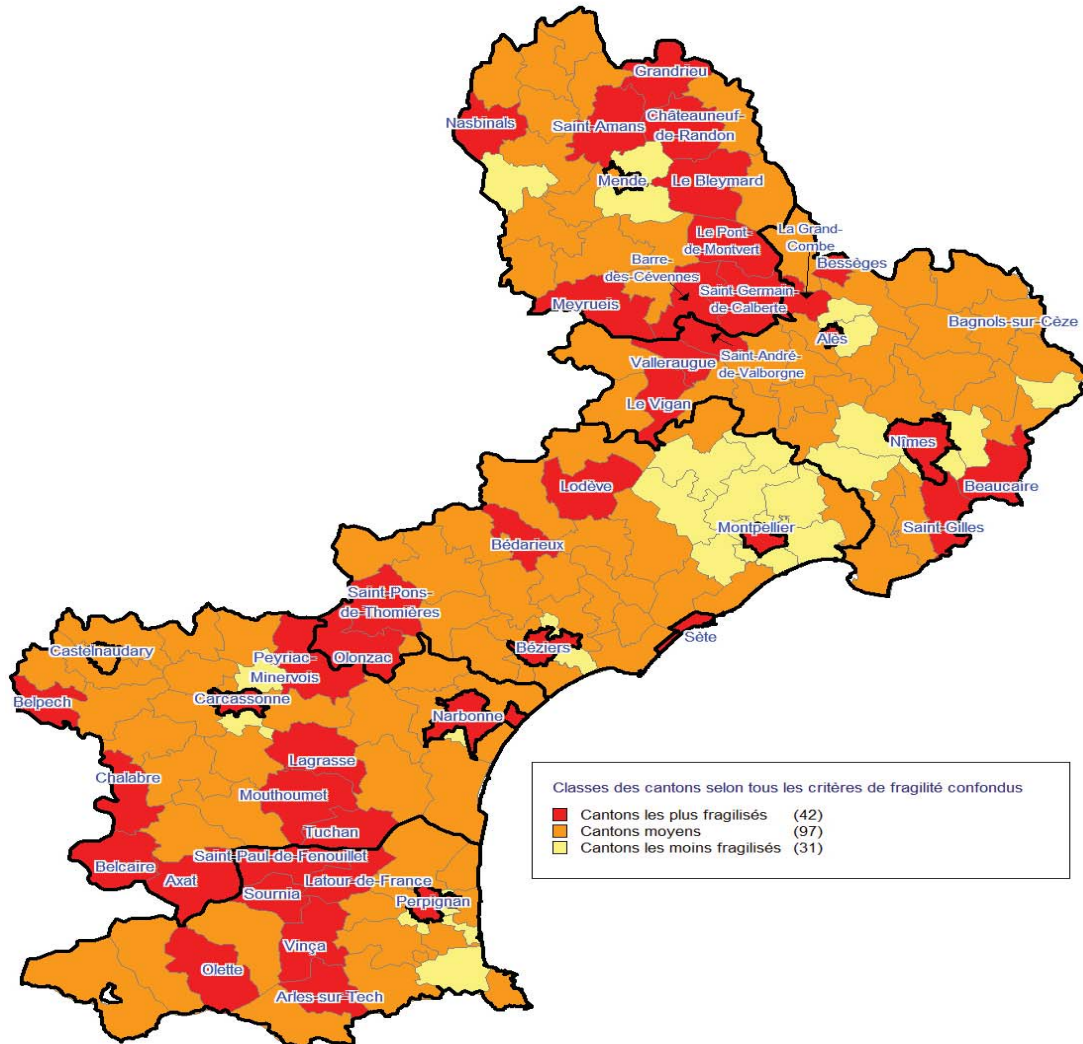 Grandrieu
Nasbinals
Saint-Amans
Châteauneuf-
de-Randon
Mende
Le Bleymard
Le Pont-
de-Montvert
La Grand-
Combe
Bessèges
Barre-
des-Cévennes
Saint-Germain-
de-Calberte
Meyrueis
Alès
Bagnols-sur-Cèze
Valleraugue
Saint-André-
de-Valborgne
Le Vigan
Nîmes
Beaucaire
Lodève
Saint-Gilles
Montpellier
Bédarieux
Saint-Pons-
de-Thomières
Sète
Béziers
Castelnaudary
Peyriac-
Minervois
Olonzac
Belpech
Carcassonne
Narbonne
Lagrasse
Chalabre
Mouthoumet
Tuchan
Belcaire
Axat
Saint-Paul-de-Fenouillet
Latour-de-France
Sournia
Perpignan
Vinça
Olette
Arles-sur-Tech
Classes des cantons selon tous les critères de fragilité confondus
Cantons les plus fragilisés (42)
Cantons moyens (97)
Cantons les moins fragilisés (31)